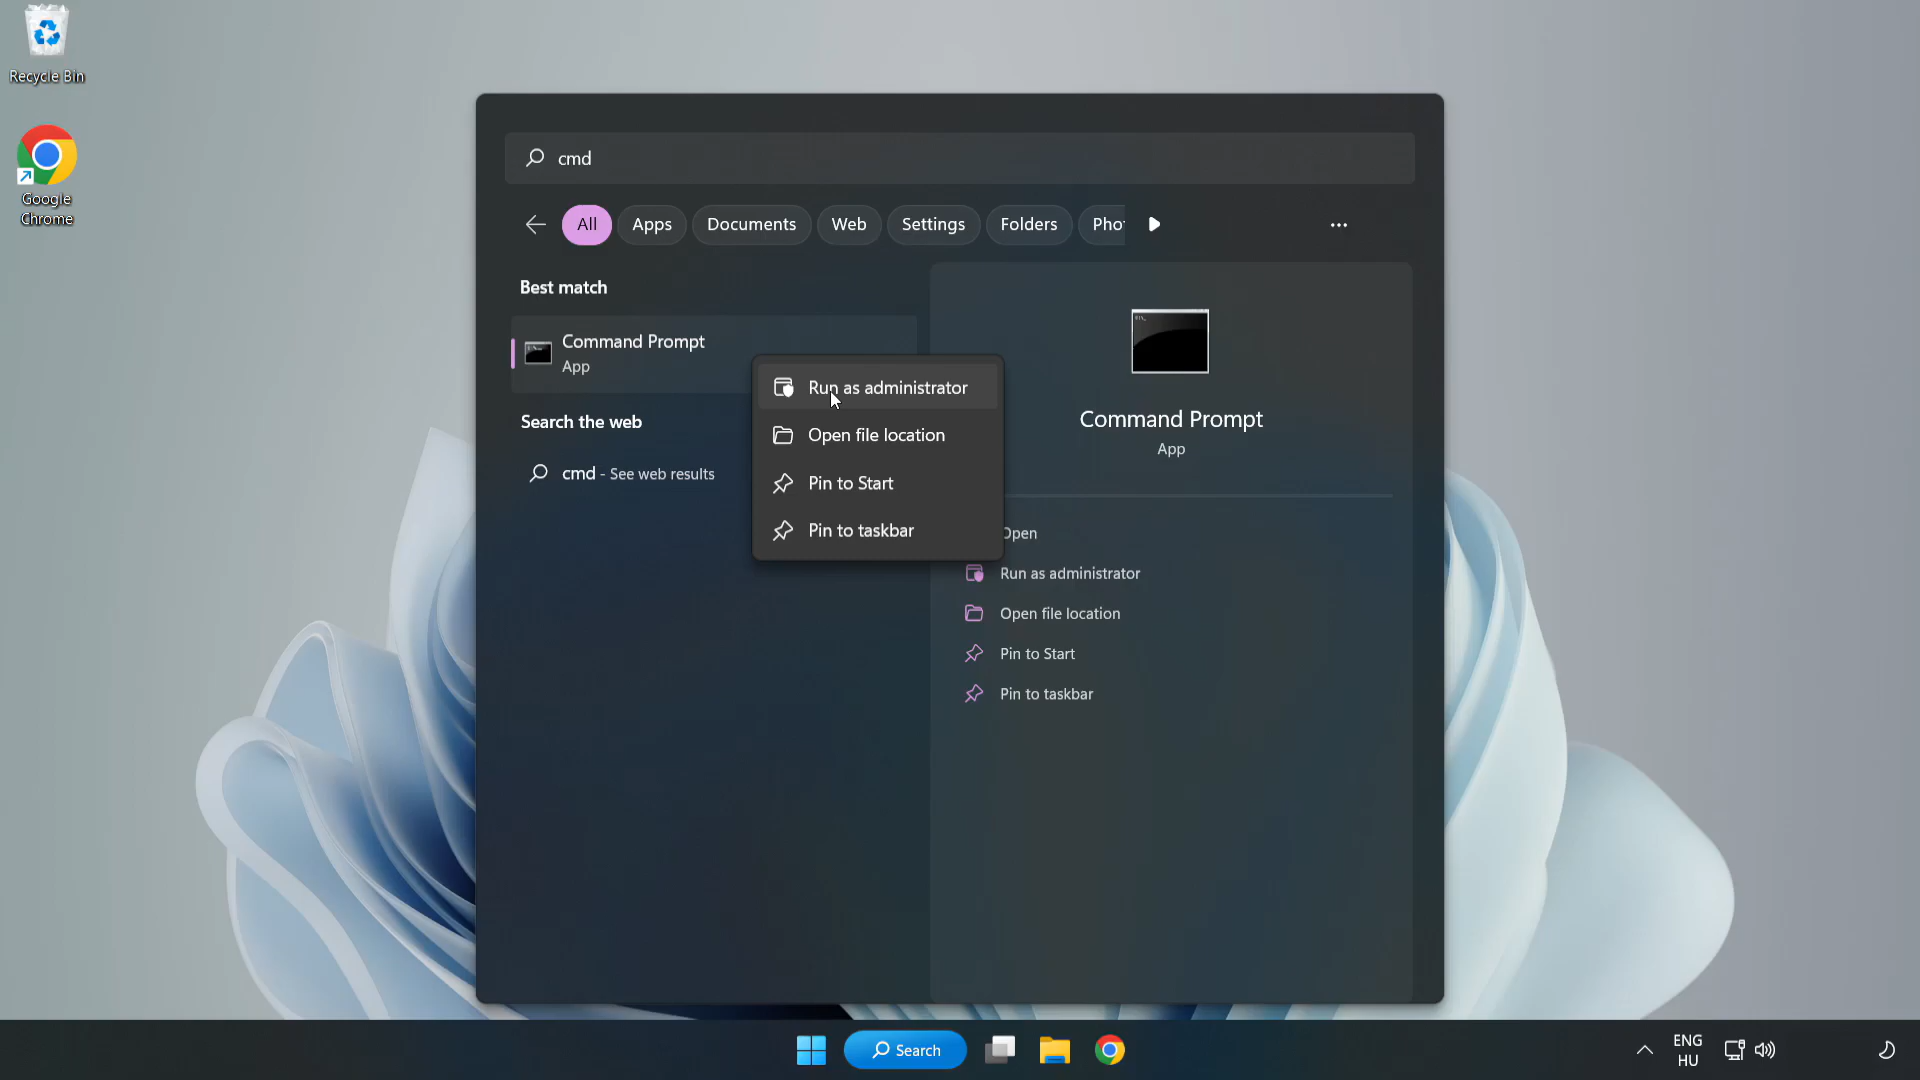 Recycle Bin
Google
Chrome
cmd
All
Apps
Documents
Web
Settings
Folders
Pho
Best match
Command Prompt
App
Search the web
cmd - See web results
Run as administrator
Open file location
Pin to Start
Pin to taskbar
Command Prompt
App
Open
Run as administrator
Open file location
Pin to Start
Pin to taskbar
Search
ENG
HU